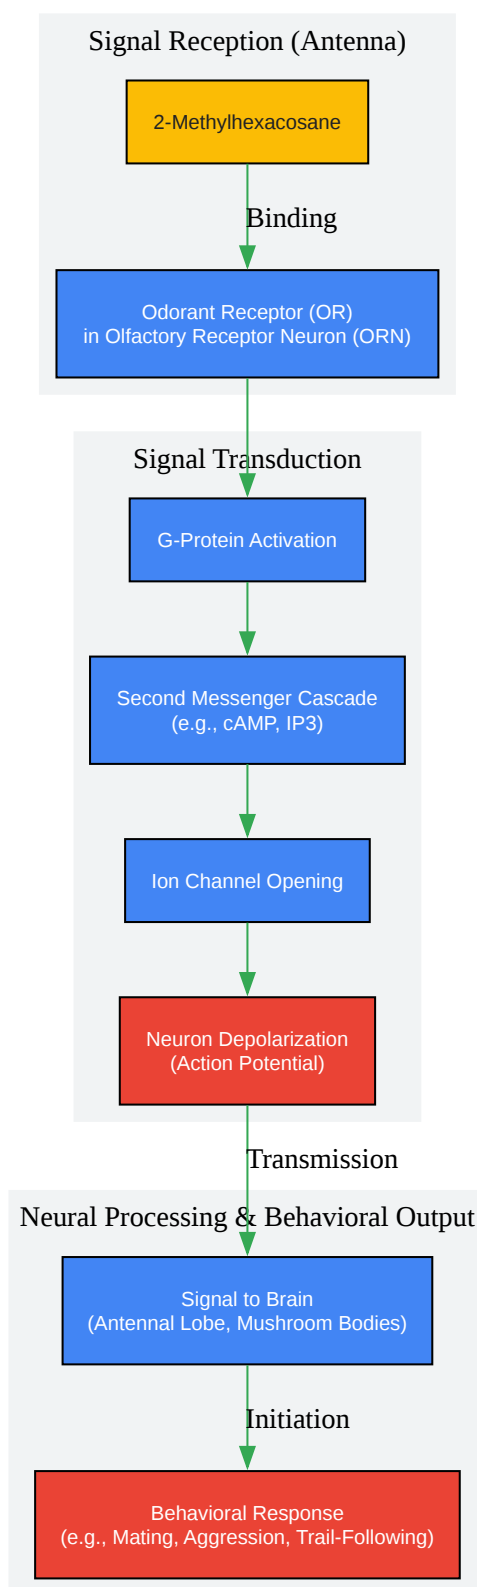 Signal Reception (Antenna)
2-Methylhexacosane
Binding
Odorant Receptor (OR)
in Olfactory Receptor Neuron (ORN)
Signal Transduction
G-Protein Activation
Second Messenger Cascade
(e.g., cAMP, IP3)
Ion Channel Opening
Neuron Depolarization
(Action Potential)
Transmission
Neural Processing & Behavioral Output
Signal to Brain
(Antennal Lobe, Mushroom Bodies)
Initiation
Behavioral Response
(e.g., Mating, Aggression, Trail-Following)